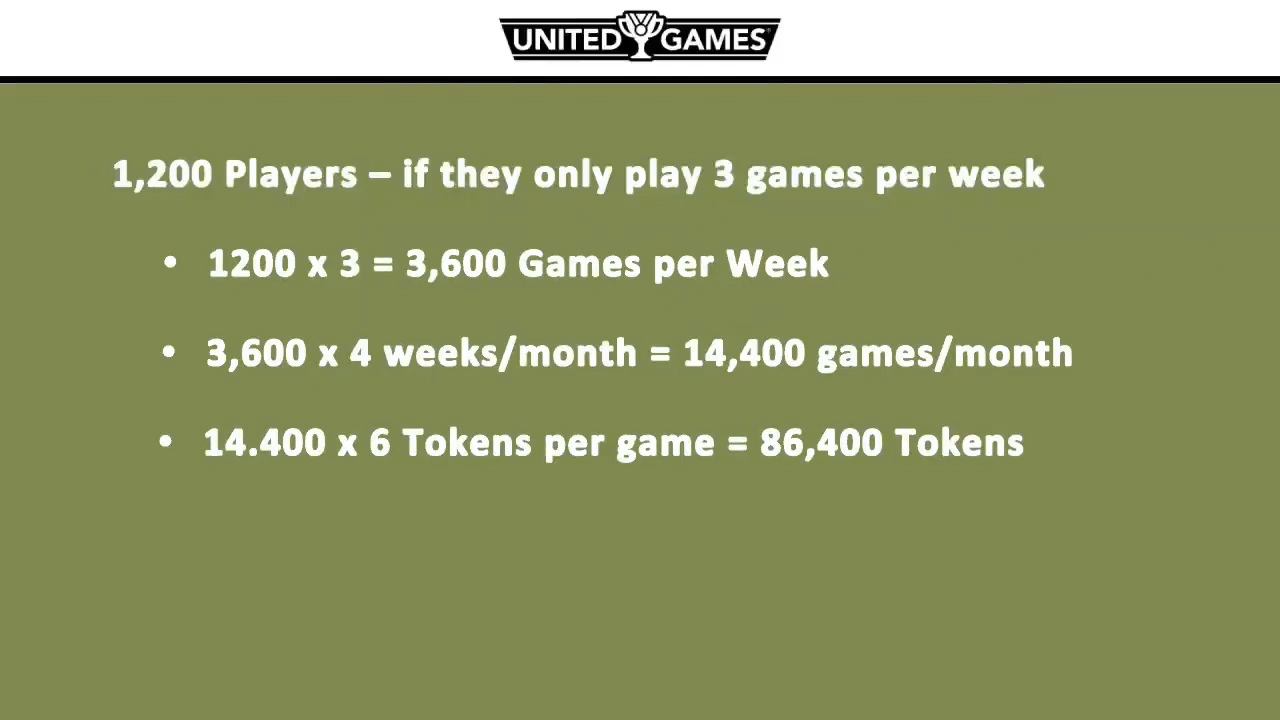 UNITED GAMES
1,200 Players – if they only play 3 games per week
• 1200 x 3 = 3,600 Games per Week
• 3,600 x 4 weeks/month = 14,400 games/month
• 14.400 x 6 Tokens per game = 86,400 Tokens